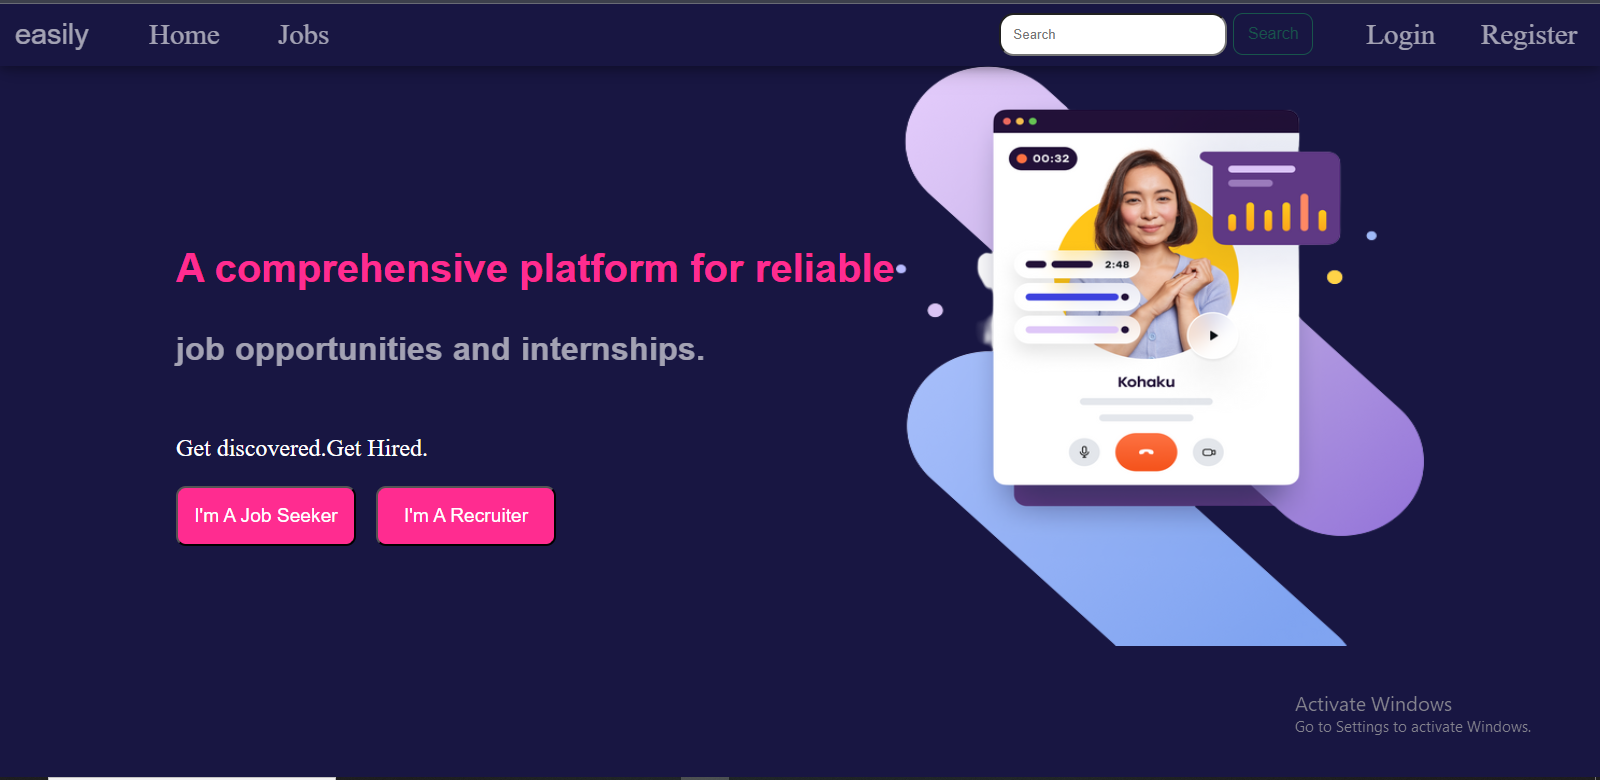 easily Home Jobs Search Search Login Register
00:32
A comprehensive platform for reliable
2:48
job opportunities and internships.
Kohaku
Get discovered.Get Hired.
I'm A Job Seeker I'm A Recruiter
Activate Windows
Go to Settings to activate Windows.